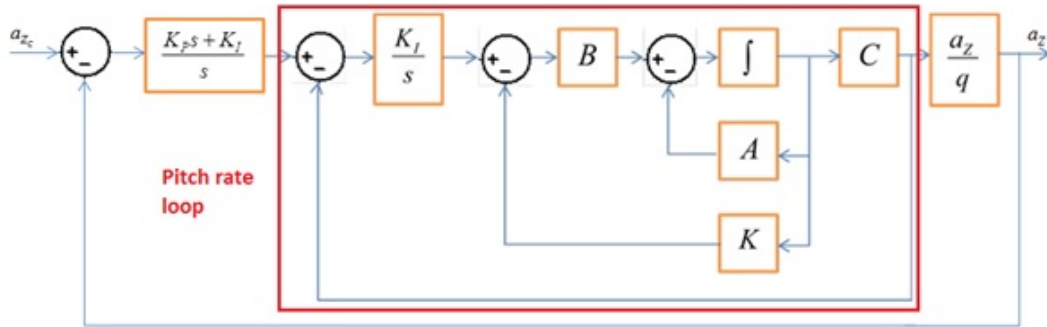 a_{z_c}
+
-
K_P s + K_I
s
+
-
K_I
s
+
-
B
+
-
∫
C
a_Z
q
a_z
A
K
Pitch rate
loop